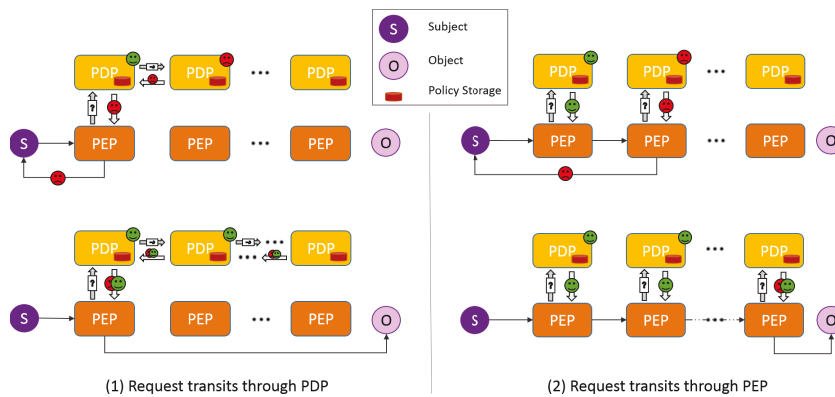 S Subject
O Object
Policy Storage
PDP PDP ••• PDP
? 
S PEP PEP ••• PEP O
PDP PDP ••• PDP
? ?
S PEP PEP ••• PEP O
PDP PDP •••• PDP
••••
?
S PEP PEP ••• PEP O
PDP PDP ••• PDP
? ? ?
S PEP PEP ••• PEP O
(1) Request transits through PDP
(2) Request transits through PEP